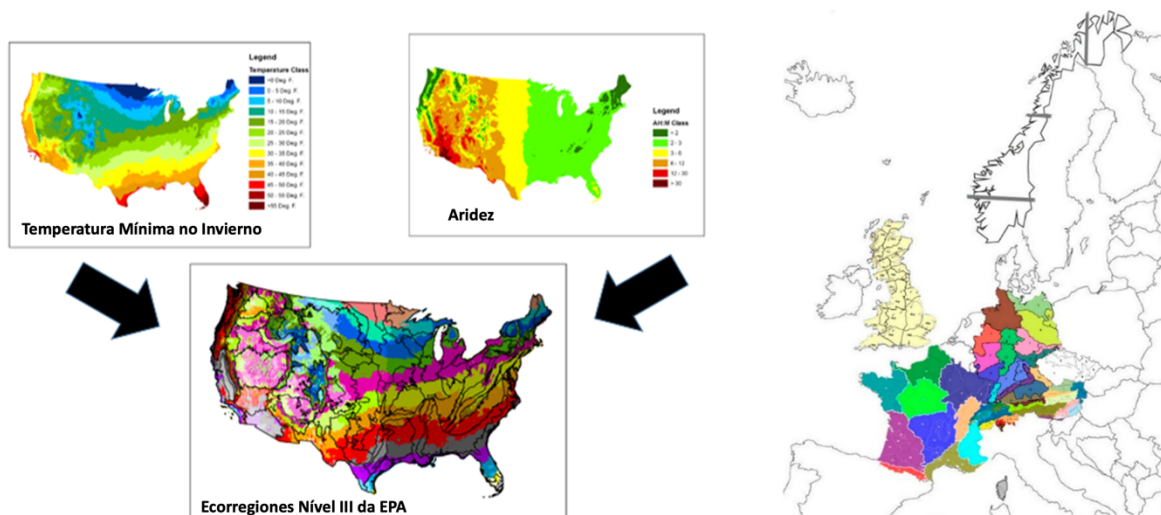 Legend
Temperature Class
<0 Deg. F.
0 - 5 Deg. F.
5 - 10 Deg. F.
10 - 15 Deg. F.
15 - 20 Deg. F.
20 - 25 Deg. F.
25 - 30 Deg. F.
30 - 35 Deg. F.
35 - 40 Deg. F.
40 - 45 Deg. F.
45 - 50 Deg. F.
50 - 55 Deg. F.
>55 Deg. F.
Temperatura Mínima no Invierno
Legend
AH:M Class
< 2
2 - 3
3 - 6
6 - 12
12 - 30
> 30
Aridez
Ecorregiones Nível III da EPA